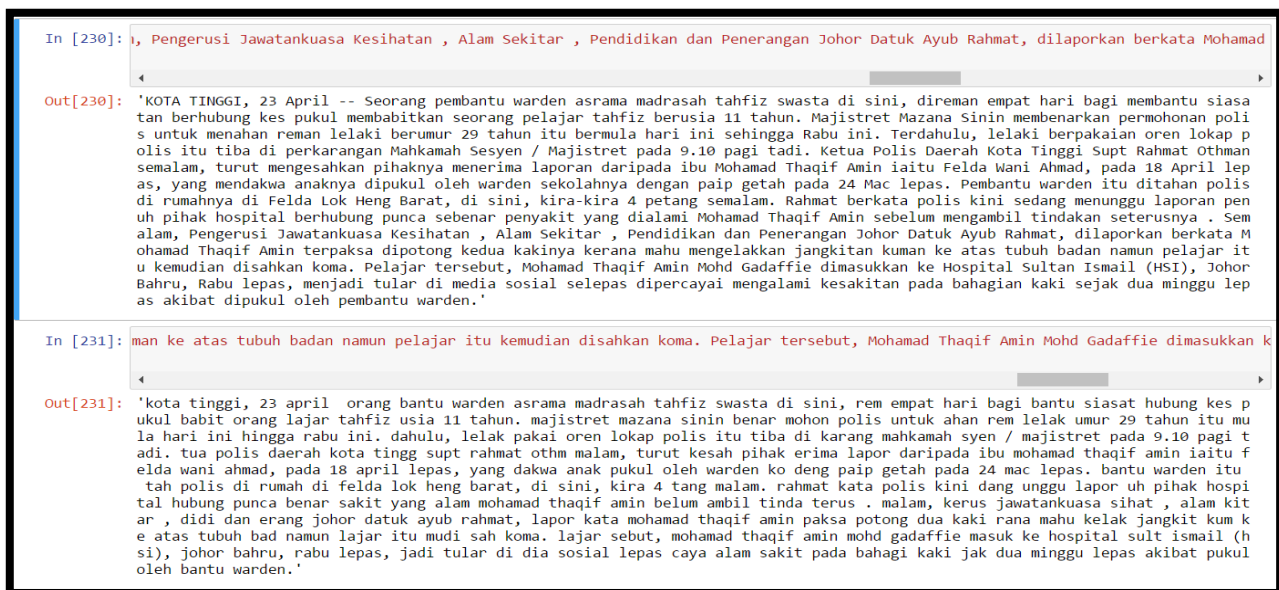 In [230]: ı, Pengerusi Jawatankuasa Kesihatan , Alam Sekitar , Pendidikan dan Penerangan Johor Datuk Ayub Rahmat, dilaporkan berkata Mohamad
Out[230]: 'KOTA TINGGI, 23 April -- Seorang pembantu warden asrama madrasah tahfiz swasta di sini, direman empat hari bagi membantu siasa
tan berhubung kes pukul membabitkan seorang pelajar tahfiz berusia 11 tahun. Majistret Mazana Sinin membenarkan permohonan poli
s untuk menahan reman lelaki berumur 29 tahun itu bermula hari ini sehingga Rabu ini. Terdahulu, lelaki berpakaian oren lokap p
olis itu tiba di perkarangan Mahkamah Sesyen / Majistret pada 9.10 pagi tadi. Ketua Polis Daerah Kota Tinggi Supt Rahmat Othman
semalam, turut mengesahkan pihaknya menerima laporan daripada ibu Mohamad Thaqif Amin iaitu Felda Wani Ahmad, pada 18 April lep
as, yang mendakwa anaknya dipukul oleh warden sekolahnya dengan paip getah pada 24 Mac lepas. Pembantu warden itu ditahan polis
di rumahnya di Felda Lok Heng Barat, di sini, kira-kira 4 petang semalam. Rahmat berkata polis kini sedang menunggu laporan pen
uh pihak hospital berhubung punca sebenar penyakit yang dialami Mohamad Thaqif Amin sebelum mengambil tindakan seterusnya . Sem
alam, Pengerusi Jawatankuasa Kesihatan , Alam Sekitar , Pendidikan dan Penerangan Johor Datuk Ayub Rahmat, dilaporkan berkata M
ohamad Thaqif Amin terpaksa dipotong kedua kakinya kerana mahu mengelakkan jangkitan kuman ke atas tubuh badan namun pelajar it
u kemudian disahkan koma. Pelajar tersebut, Mohamad Thaqif Amin Mohd Gadaffie dimasukkan ke Hospital Sultan Ismail (HSI), Johor
Bahru, Rabu lepas, menjadi tular di media sosial selepas dipercayai mengalami kesakitan pada bahagian kaki sejak dua minggu lep
as akibat dipukul oleh pembantu warden.'
In [231]: man ke atas tubuh badan namun pelajar itu kemudian disahkan koma. Pelajar tersebut, Mohamad Thaqif Amin Mohd Gadaffie dimasukkan k
Out[231]: 'kota tinggi, 23 april  orang bantu warden asrama madrasah tahfiz swasta di sini, rem empat hari bagi bantu siasat hubung kes p
ukul babit orang lajar tahfiz usia 11 tahun. majistret mazana sinin benar mohon polis untuk ahan rem lelak umur 29 tahun itu mu
la hari ini hingga rabu ini. dahulu, lelak pakai oren lokap polis itu tiba di karang mahkamah syen / majistret pada 9.10 pagi t
adi. tua polis daerah kota tingg supt rahmat othm malam, turut kesah pihak erima lapor daripada ibu mohamad thaqif amin iaitu f
elda wani ahmad, pada 18 april lepas, yang dakwa anak pukul oleh warden ko deng paip getah pada 24 mac lepas. bantu warden itu
tah polis di rumah di felda lok heng barat, di sini, kira 4 tang malam. rahmat kata polis kini dang unggu lapor uh pihak hospi
tal hubung punca benar sakit yang alam mohamad thaqif amin belum ambil tinda terus . malam, kerus jawatankuasa sihat , alam kit
ar , didi dan erang johor datuk ayub rahmat, lapor kata mohamad thaqif amin paksa potong dua kaki rana mahu kelak jangkit kum k
e atas tubuh bad namun lajar itu mudi sah koma. lajar sebut, mohamad thaqif amin mohd gadaffie masuk ke hospital sult ismail (h
si), johor bahru, rabu lepas, jadi tular di dia sosial lepas caya alam sakit pada bahagi kaki jak dua minggu lepas akibat pukul
oleh bantu warden.'